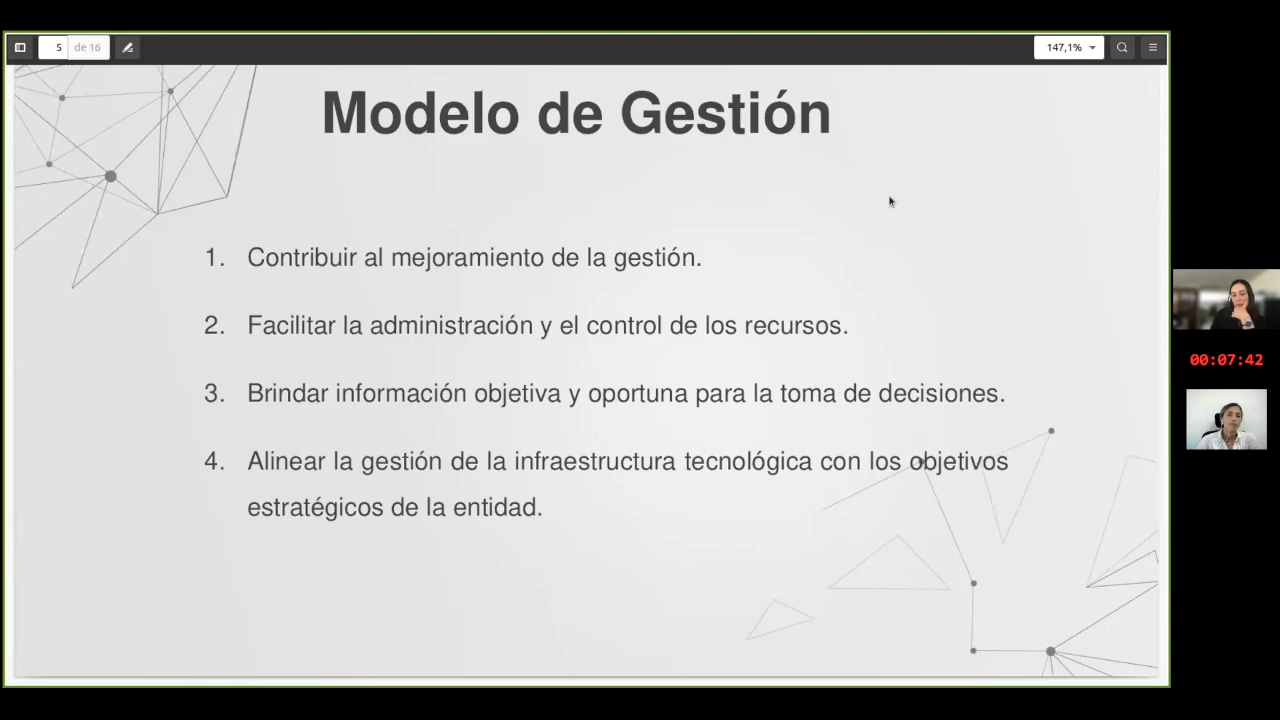 5 de 16
147,1%
Modelo de Gestión
1. Contribuir al mejoramiento de la gestión.
2. Facilitar la administración y el control de los recursos.
3. Brindar información objetiva y oportuna para la toma de decisiones.
4. Alinear la gestión de la infraestructura tecnológica con los objetivos
estratégicos de la entidad.
00:07:42